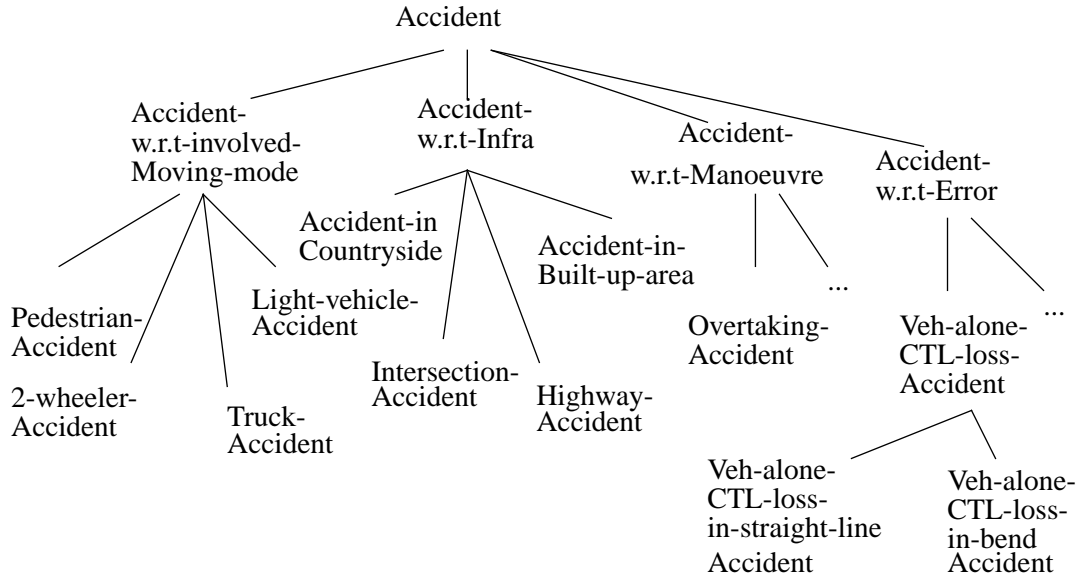 Accident
Accident-
w.r.t-involved-
Moving-mode
Accident-
w.r.t-Infra
Accident-
w.r.t-Manoeuvre
Accident-
w.r.t-Error
Pedestrian-
Accident
2-wheeler-
Accident
Truck-
Accident
Light-vehicle-
Accident
Accident-in
Countryside
Intersection-
Accident
Highway-
Accident
Accident-in-
Built-up-area
Overtaking-
Accident
...
Veh-alone-
CTL-loss-
Accident
...
Veh-alone-
CTL-loss-
in-straight-line
Accident
Veh-alone-
CTL-loss-
in-bend
Accident